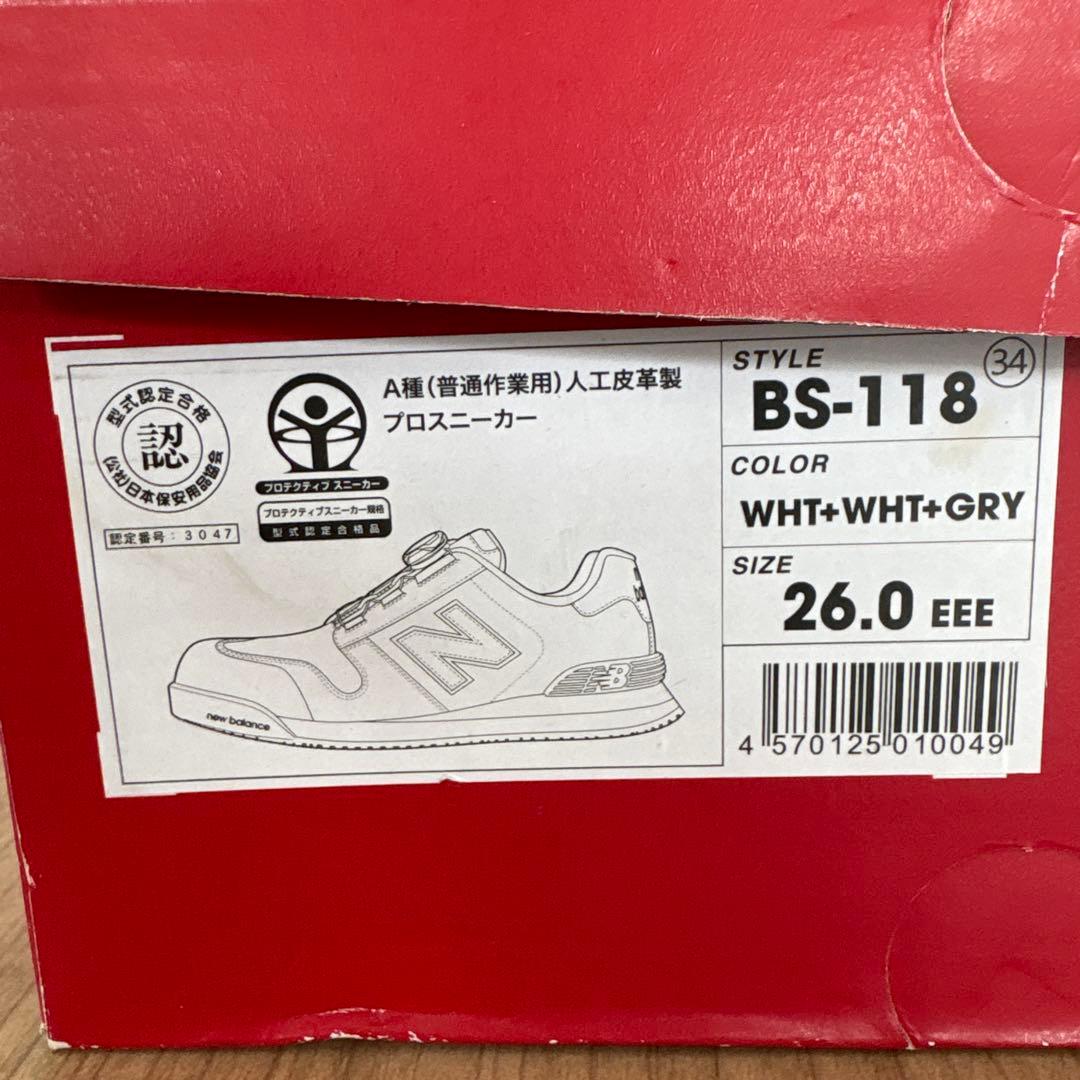 型式認定合格
認
(公社)日本保安用品協会
認定番号：3047
プロテクティブ スニーカー
プロテクティブスニーカー規格
型式認定合格品
A種(普通作業用)人工皮革製
プロスニーカー
N
NB
new balance
STYLE
34
BS-118
COLOR
WHT+WHT+GRY
SIZE
26.0 EEE
4 570125 010049